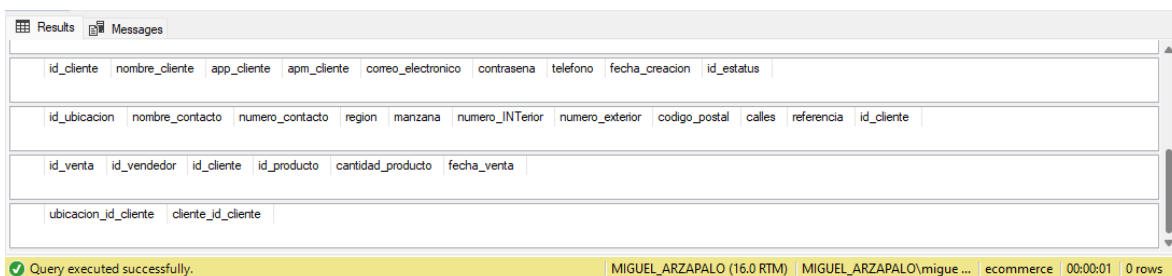 Results Messages
id_cliente nombre_cliente app_cliente apm_cliente correo_electronico contrasena telefono fecha_creacion id_estatus
id_ubicacion nombre_contacto numero_contacto region manzana numero_INTerior numero_exterior codigo_postal calles referencia id_cliente
id_venta id_vendedor id_cliente id_producto cantidad_producto fecha_venta
ubicacion_id_cliente cliente_id_cliente
Query executed successfully. MIGUEL_ARZAPALO (16.0 RTM) MIGUEL_ARZAPALO\migue ... ecommerce 00:00:01 0 rows